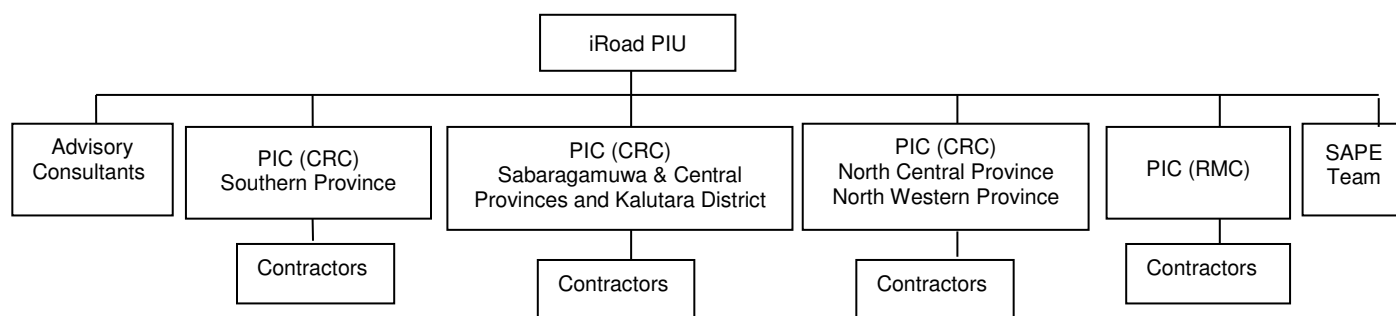 iRoad PIU
Advisory
Consultants
PIC (CRC)
Southern Province
PIC (CRC)
Sabaragamuwa & Central
Provinces and Kalutara District
PIC (CRC)
North Central Province
North Western Province
PIC (RMC)
SAPE
Team
Contractors
Contractors
Contractors
Contractors